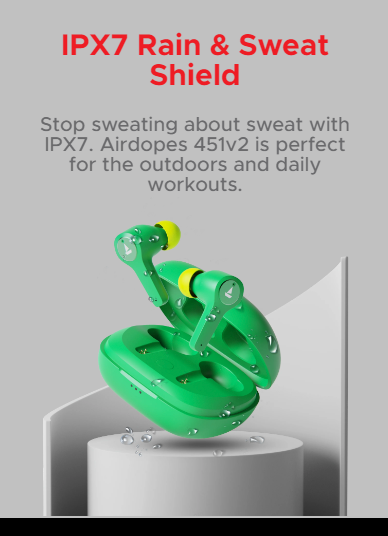 IPX7 Rain & Sweat
Shield
Stop sweating about sweat with
IPX7. Airdopes 451v2 is perfect
for the outdoors and daily
workouts.